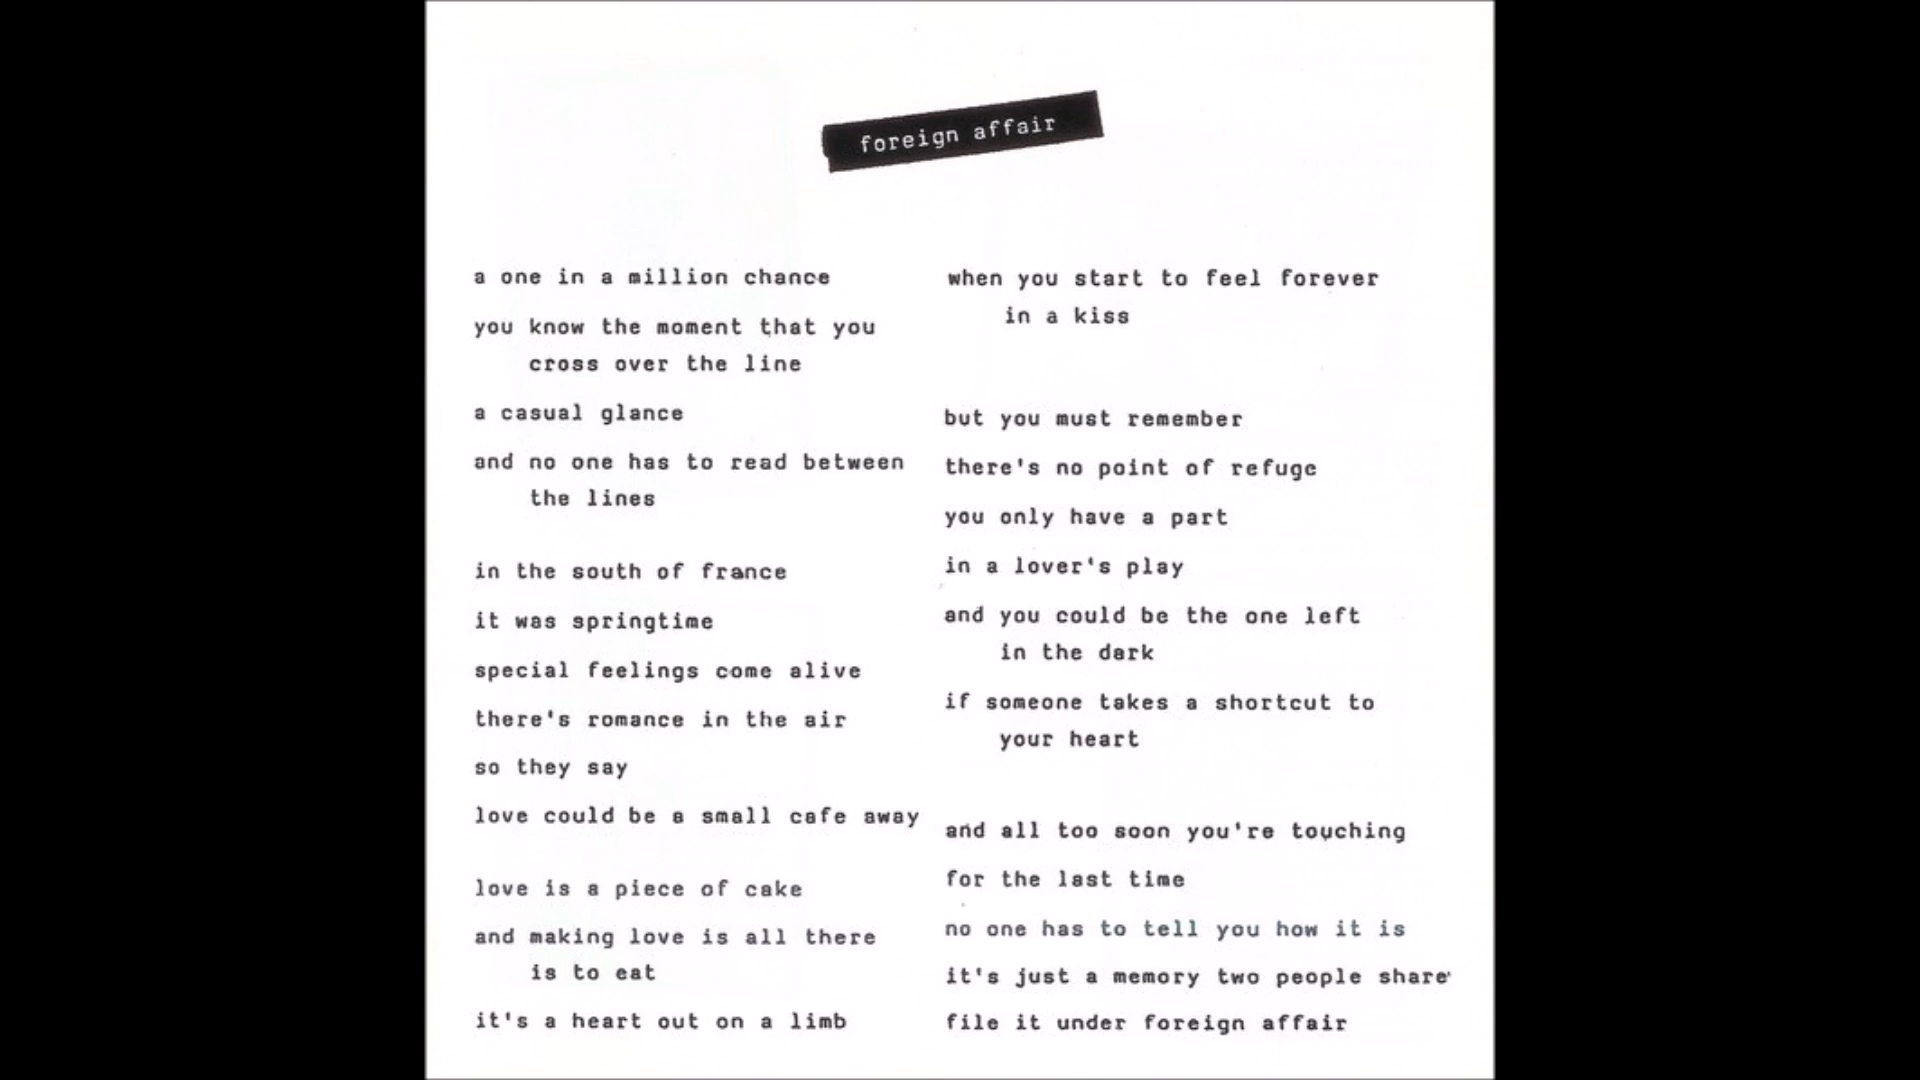 foreign affair
a one in a million chance
you know the moment that you
cross over the line
a casual glance
and no one has to read between
the lines
in the south of france
it was springtime
special feelings come alive
there's romance in the air
so they say
love could be a small cafe away
love is a piece of cake
and making love is all there
is to eat
it's a heart out on a limb
when you start to feel forever
in a kiss
but you must remember
there's no point of refuge
you only have a part
in a lover's play
and you could be the one left
in the dark
if someone takes a shortcut to
your heart
and all too soon you're touching
for the last time
no one has to tell you how it is
it's just a memory two people share
file it under foreign affair